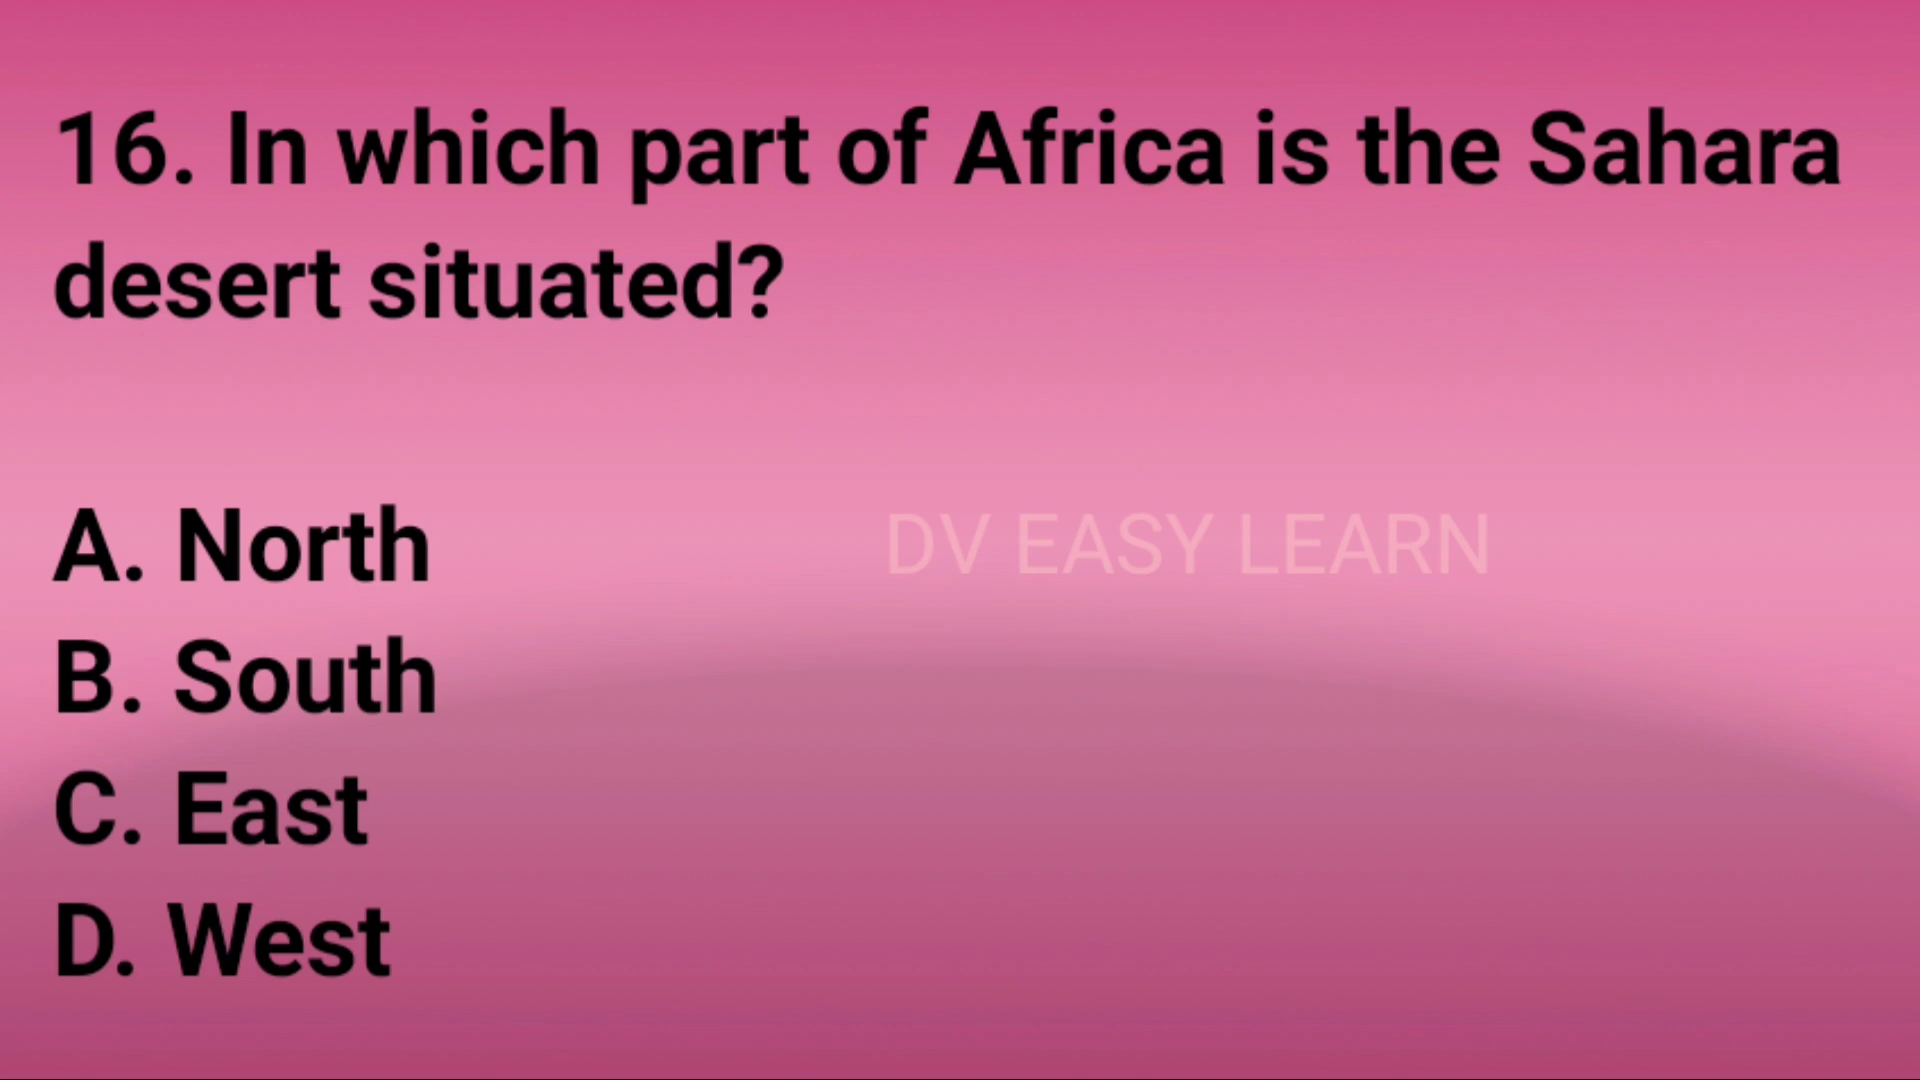 16. In which part of Africa is the Sahara
desert situated?
A. North
DV EASY LEARN
B. South
C. East
D. West